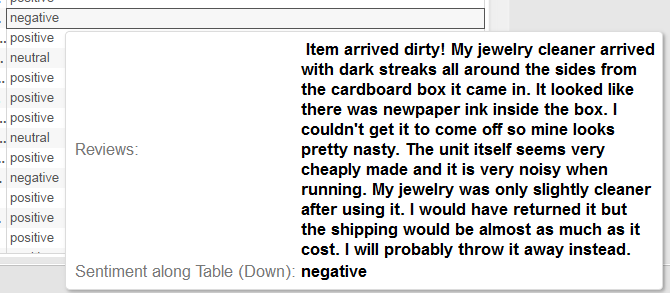 positive
negative
positive
neutral
positive
positive
positive
neutral
positive
negative
positive
positive
positive
Item arrived dirty! My jewelry cleaner arrived
with dark streaks all around the sides from
the cardboard box it came in. It looked like
there was newpaper ink inside the box. I
couldn't get it to come off so mine looks
Reviews:
pretty nasty. The unit itself seems very
cheaply made and it is very noisy when
running. My jewelry was only slightly cleaner
after using it. I would have returned it but
the shipping would be almost as much as it
cost. I will probably throw it away instead.
Sentiment along Table (Down): negative